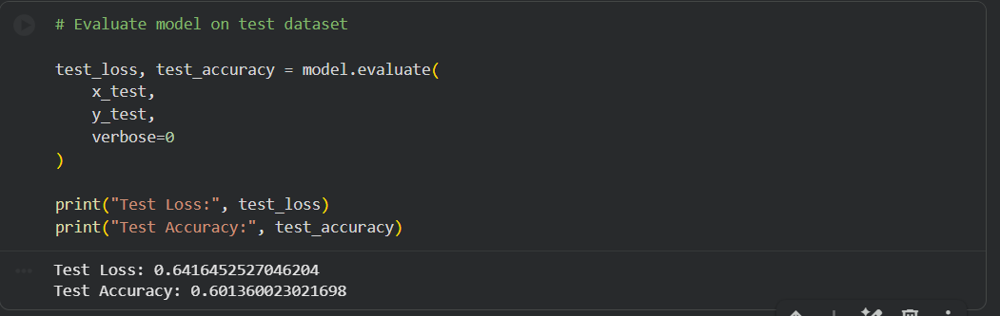 # Evaluate model on test dataset
test_loss, test_accuracy = model.evaluate(
    x_test,
    y_test,
    verbose=0
)
print("Test Loss:", test_loss)
print("Test Accuracy:", test_accuracy)
Test Loss: 0.6416452527046204
Test Accuracy: 0.601360023021698